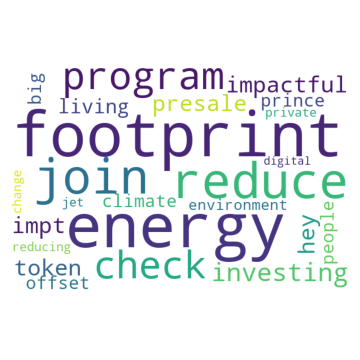 big
program
impactful
living
presale
prince
private
footprint
digital
join
reduce
change
jet
climate
environment
impt
energy
hey
people
reducing
check
token
investing
offset